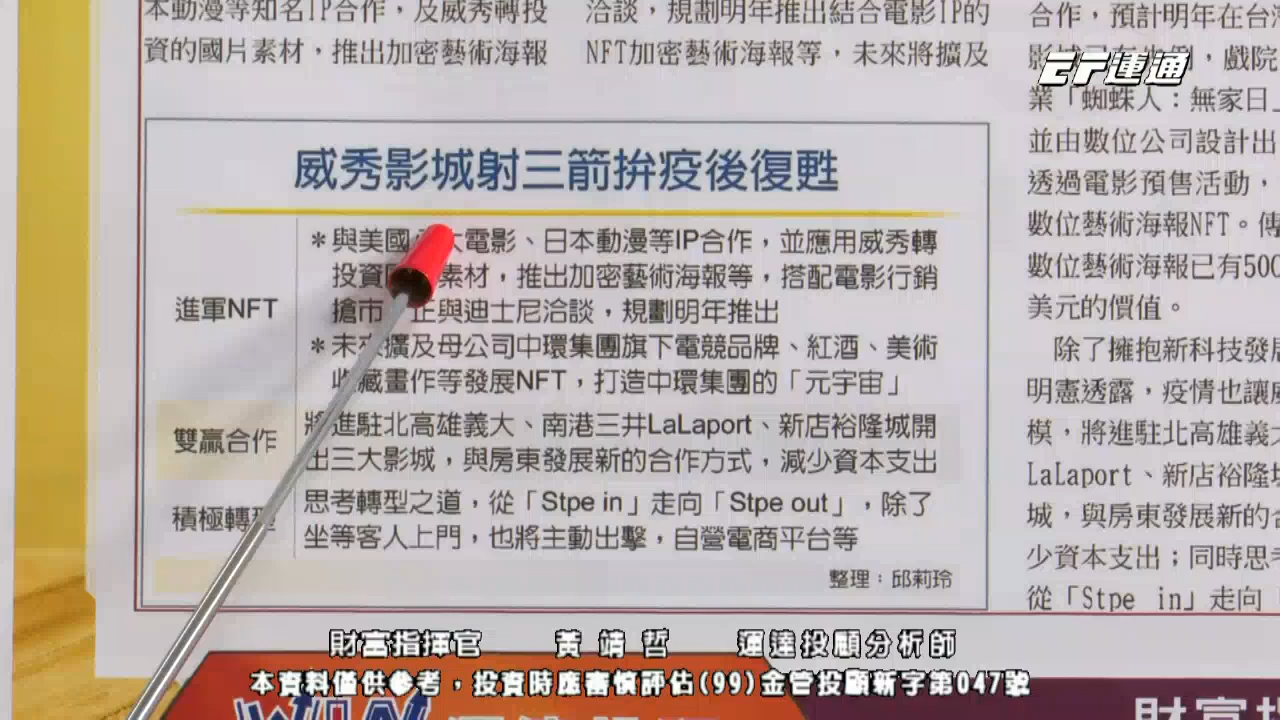 本動漫等知名IP合作，及威秀轉投
資的國片素材，推出加密藝術海報
洽談，規劃明年推出結合電影IP的
NFT加密藝術海報等，未來將擴及
合作，預計明年在台灣
戲院
業「蜘蛛人：無家日」
並由數位公司設計出
透過電影預售活動，
數位藝術海報NFT。傳
數位藝術海報已有500
美元的價值。
除了擁抱新科技發展
明憲透露，疫情也讓威
模，將進駐北高雄義大
LaLaport、新店裕隆城
城，與房東發展新的合
少資本支出；同時思考
從「Stpe in」走向
運通
威秀影城射三箭拚疫後復甦
進軍NFT
＊與美國 大電影、日本動漫等IP合作，並應用威秀轉
投資 素材，推出加密藝術海報等，搭配電影行銷
搶市 正與迪士尼洽談，規劃明年推出
＊未來擴及母公司中環集團旗下電競品牌、紅酒、美術
收藏畫作等發展NFT，打造中環集團的「元宇宙」
雙贏合作
將進駐北高雄義大、南港三井LaLaport、新店裕隆城開
出三大影城，與房東發展新的合作方式，減少資本支出
積極轉型
思考轉型之道，從「Stpe in」走向「Stpe out」，除了
坐等客人上門，也將主動出擊，自營電商平台等
整理：邱莉玲
財富指揮官 黃靖哲 運達投顧分析師
本資料僅供參考，投資時應審慎評估(99)金管投顧新字第047號
WIN
財富指